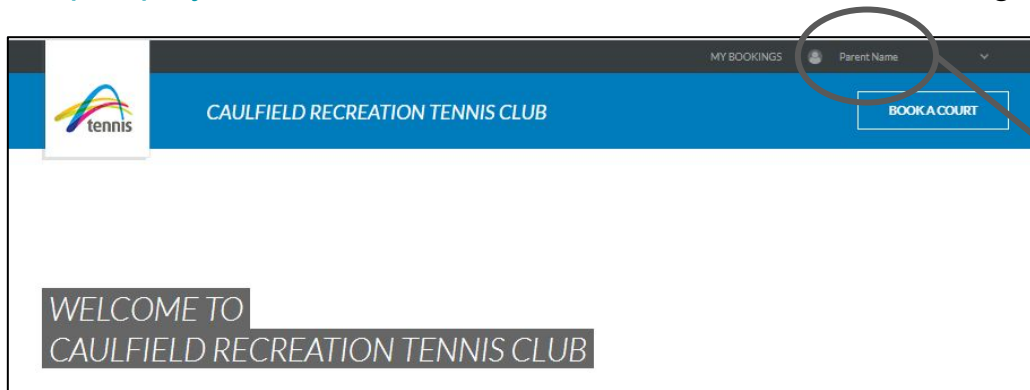 MY BOOKINGS Parent Name
tennis
CAULFIELD RECREATION TENNIS CLUB
BOOK A COURT
WELCOME TO
CAULFIELD RECREATION TENNIS CLUB